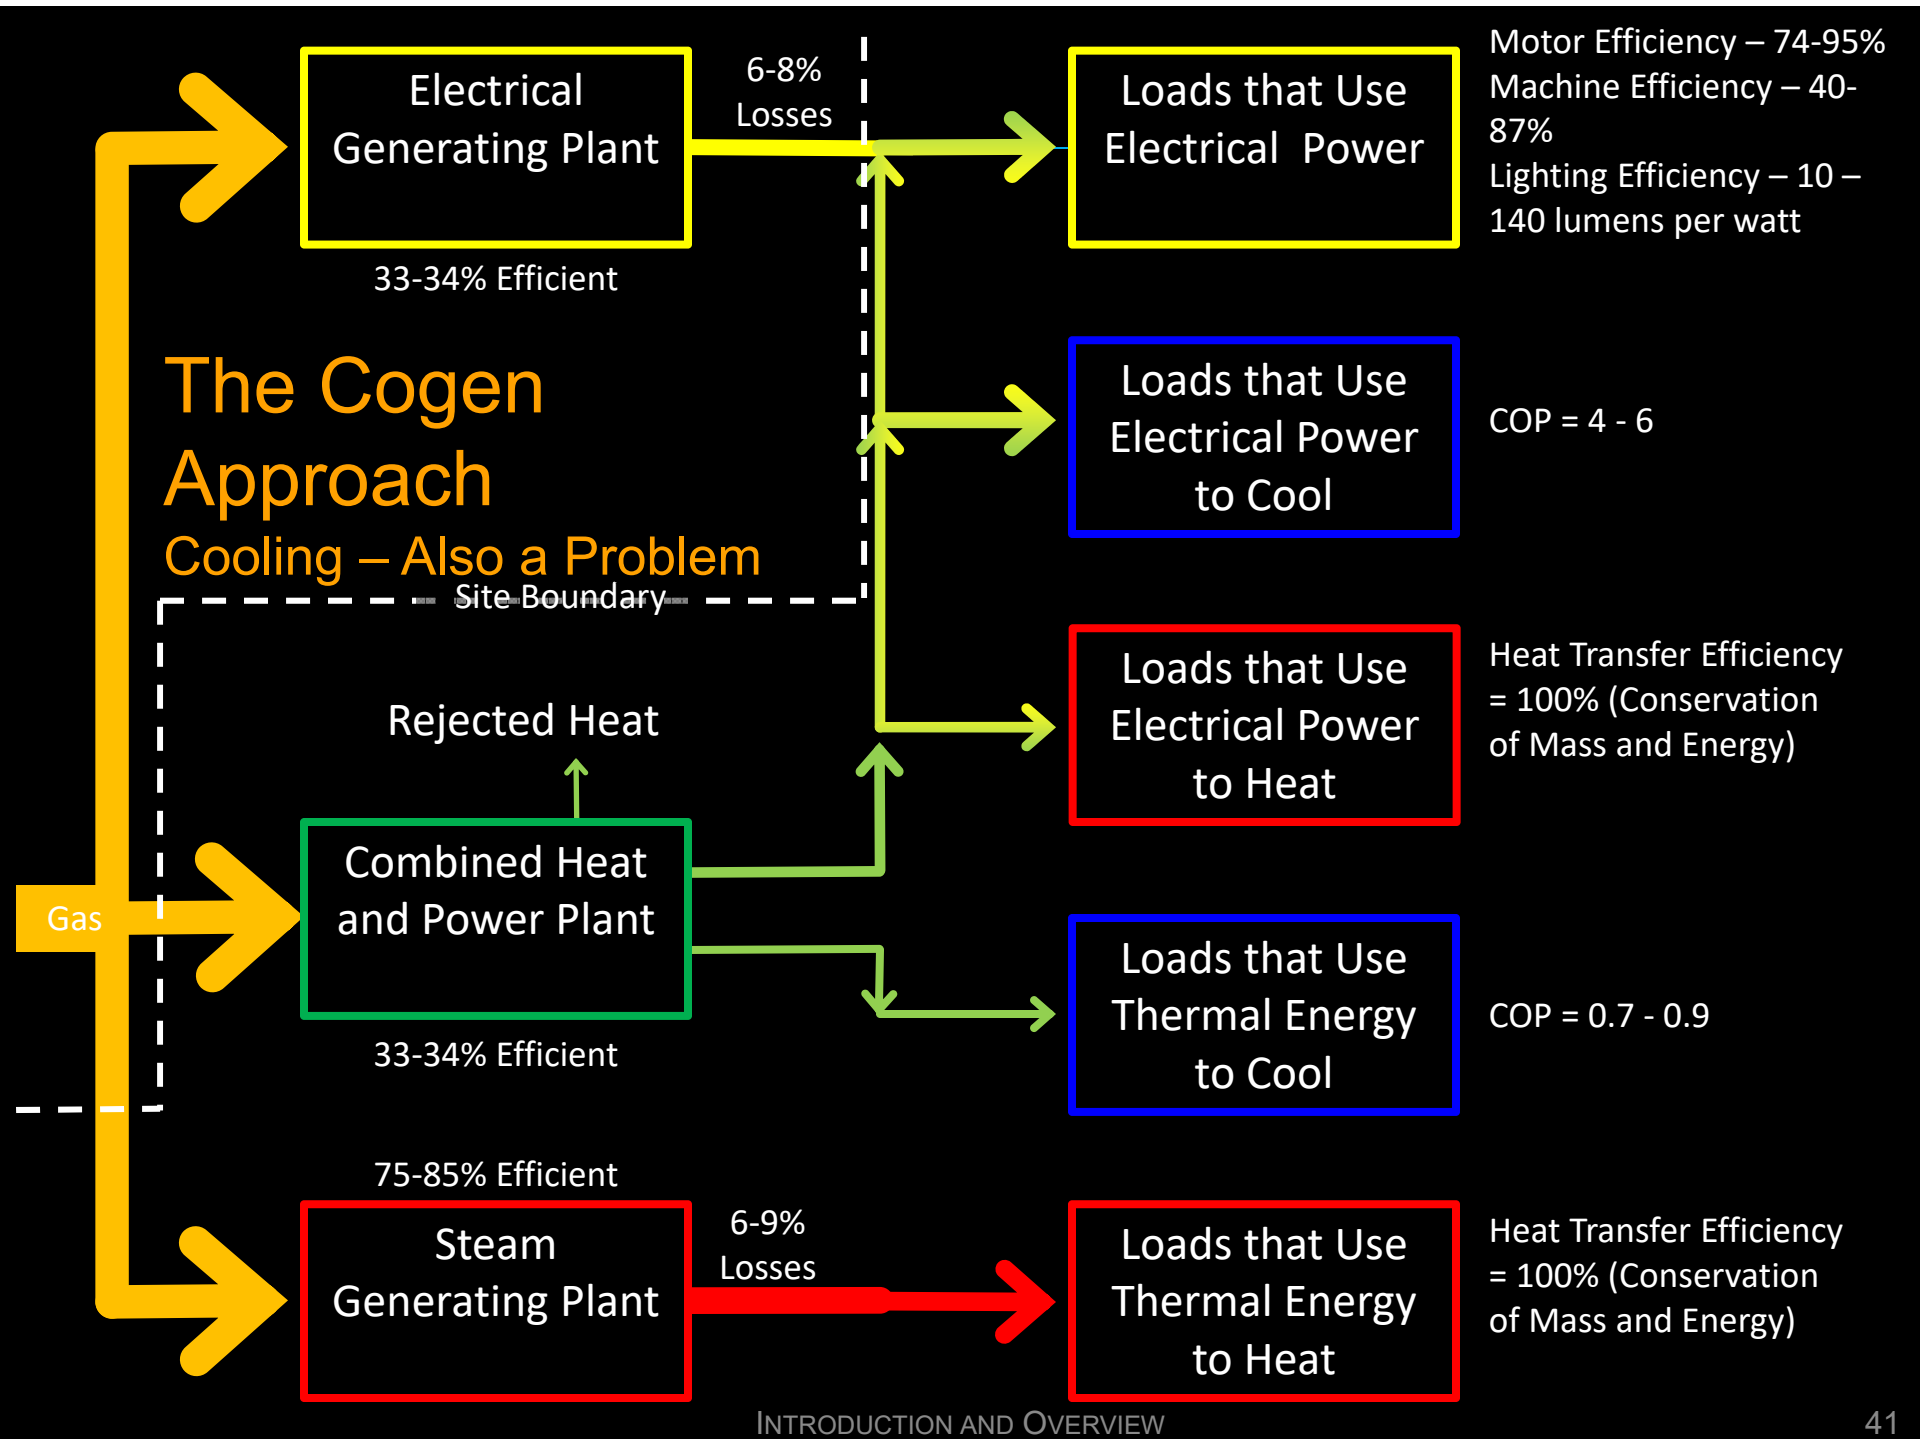 Electrical
Generating Plant
33-34% Efficient
6-8%
Losses
Loads that Use
Electrical  Power
Motor Efficiency – 74-95%
Machine Efficiency – 40-
87%
Lighting Efficiency – 10 –
140 lumens per watt
The Cogen
Approach
Cooling – Also a Problem
Site Boundary
Loads that Use
Electrical Power
to Cool
COP = 4 - 6
Loads that Use
Electrical Power
to Heat
Heat Transfer Efficiency
= 100% (Conservation
of Mass and Energy)
Rejected Heat
Gas
Combined Heat
and Power Plant
33-34% Efficient
Loads that Use
Thermal Energy
to Cool
COP = 0.7 - 0.9
75-85% Efficient
Steam
Generating Plant
6-9%
Losses
Loads that Use
Thermal Energy
to Heat
Heat Transfer Efficiency
= 100% (Conservation
of Mass and Energy)
INTRODUCTION AND OVERVIEW
41